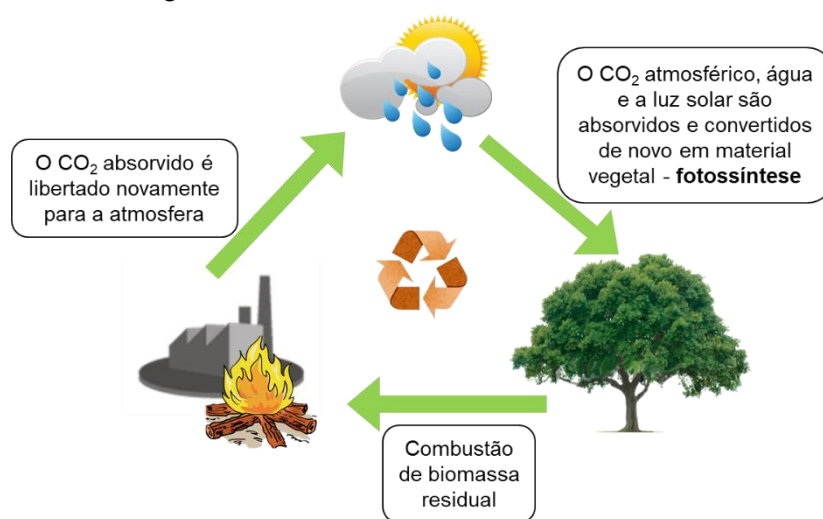 O CO₂ atmosférico, água
e a luz solar são
absorvidos e convertidos
de novo em material
vegetal - fotossíntese
O CO₂ absorvido é
libertado novamente
para a atmosfera
Combustão
de biomassa
residual